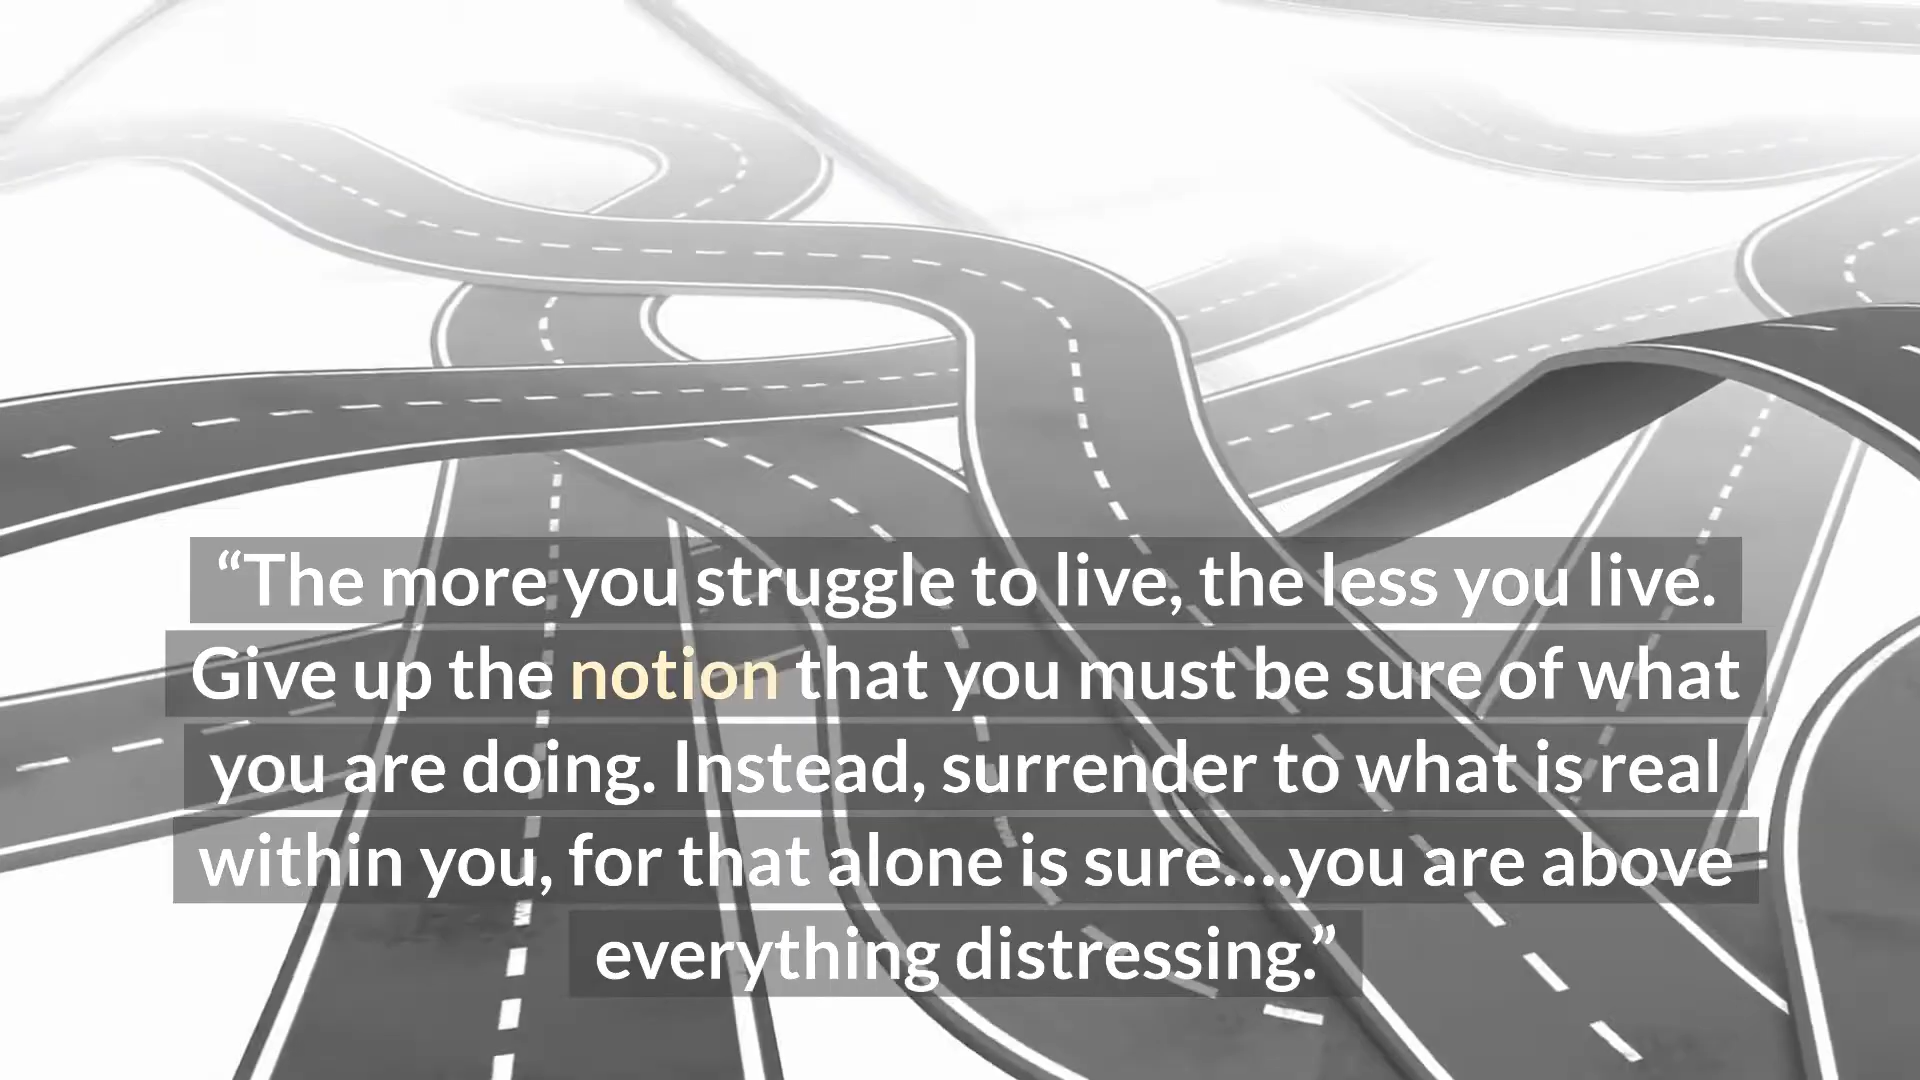 “The more you struggle to live, the less you live.
Give up the notion that you must be sure of what
you are doing. Instead, surrender to what is real
within you, for that alone is sure....you are above
everything distressing.”